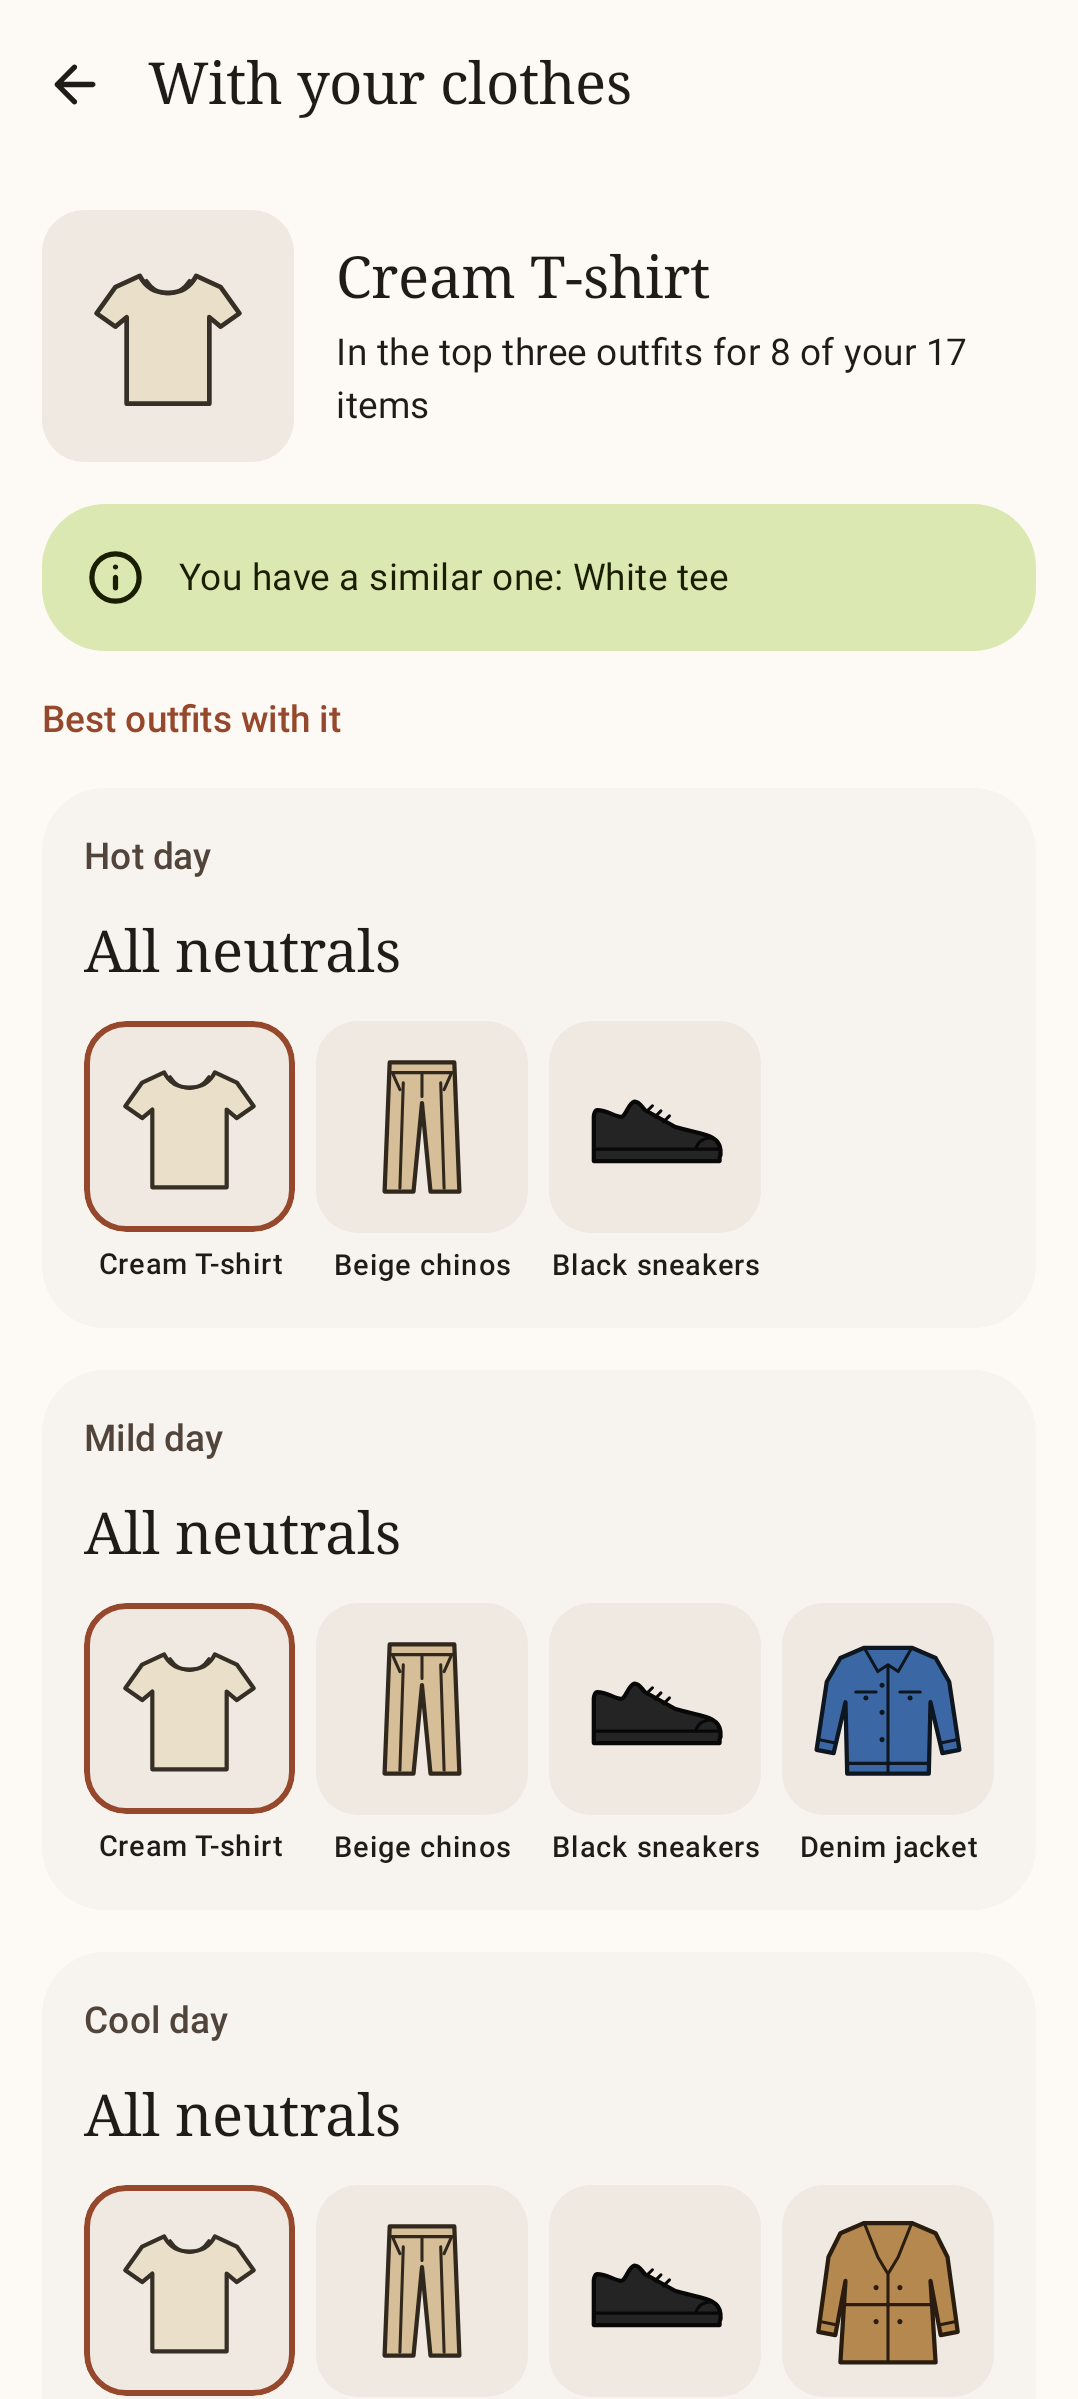 With your clothes
Cream T-shirt
In the top three outfits for 8 of your 17
items
You have a similar one: White tee
Best outfits with it
Hot day
All neutrals
Cream T-shirt
Beige chinos
Black sneakers
Mild day
All neutrals
Cream T-shirt
Beige chinos
Black sneakers
Denim jacket
Cool day
All neutrals